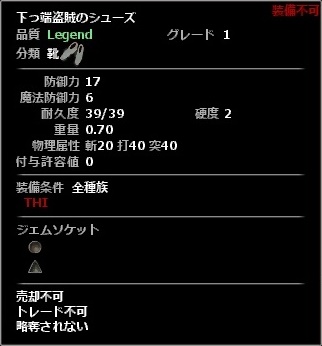 下っ端盗賊のシューズ 装備不可
品質 Legend グレード 1
分類 靴
防御力 17
魔法防御力 6
耐久度 39/39 硬度 2
重量 0.70
物理属性 斬20 打40 突40
付与許容値 0
装備条件 全種族
THI
ジェムソケット
売却不可
トレード不可
略奪されない